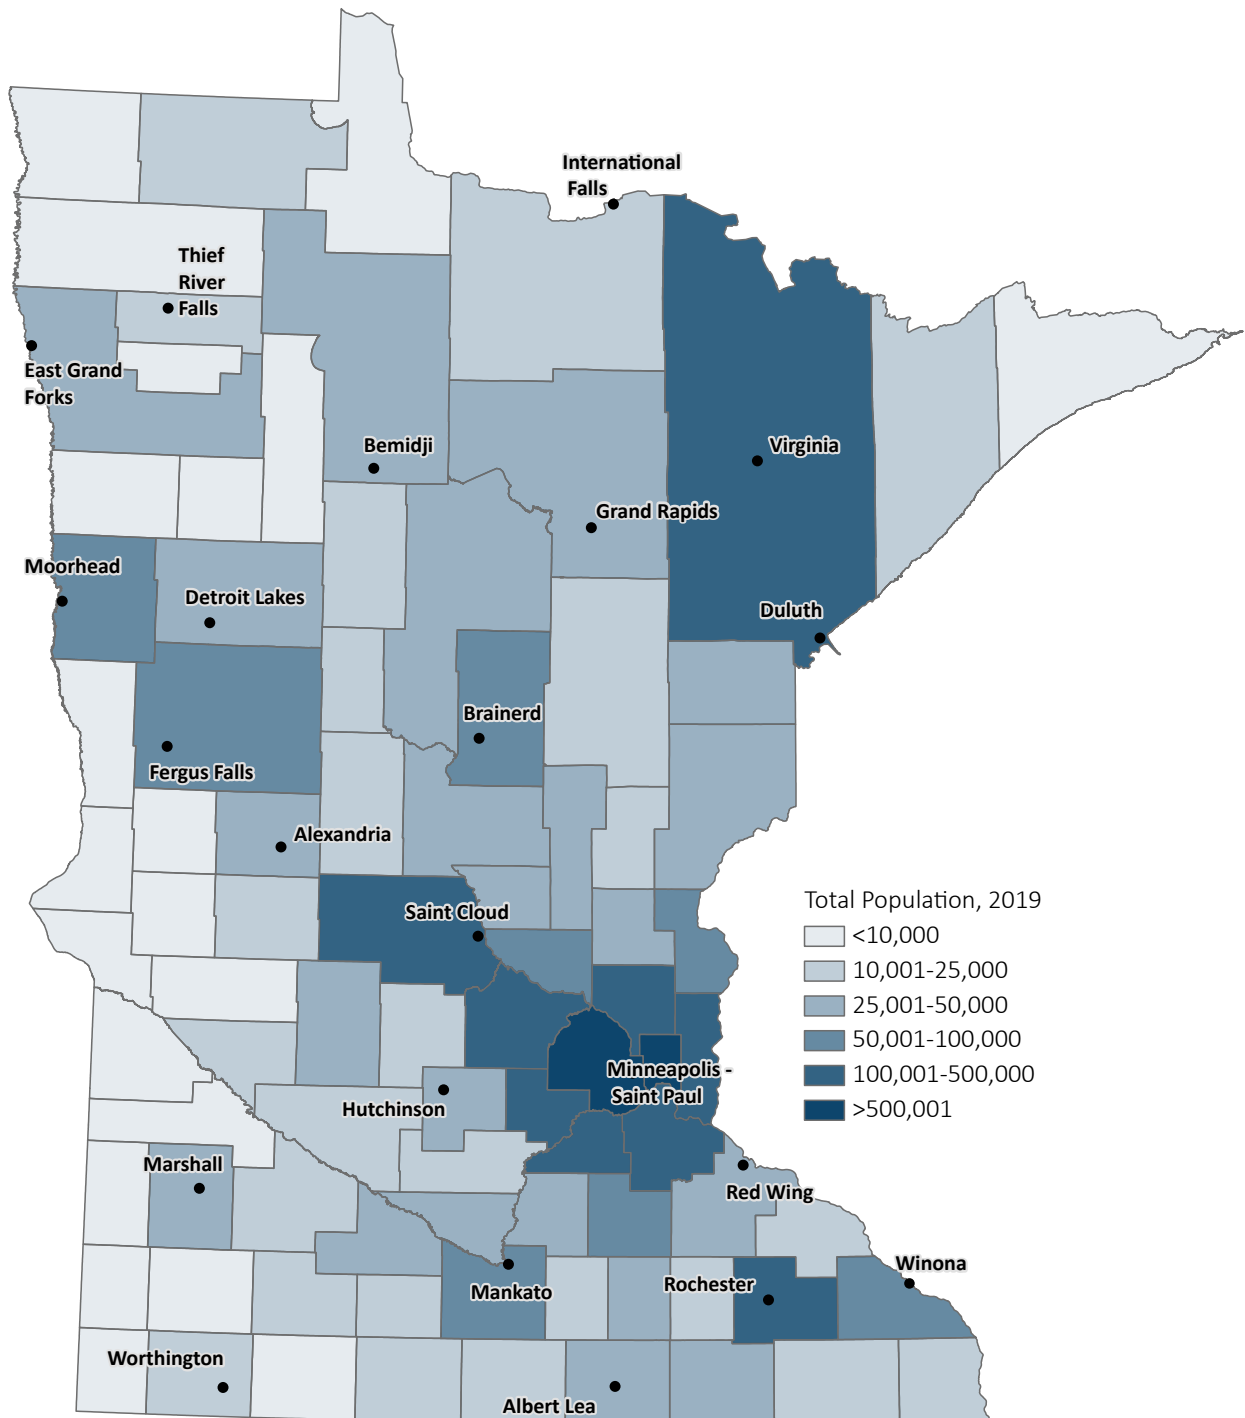 International
Falls
Thief
River
Falls
East Grand
Forks
Bemidji
Virginia
Grand Rapids
Moorhead
Detroit Lakes
Duluth
Brainerd
Fergus Falls
Alexandria
Saint Cloud
Total Population, 2019
<10,000
10,001-25,000
25,001-50,000
50,001-100,000
100,001-500,000
>500,001
Minneapolis -
Saint Paul
Hutchinson
Marshall
Red Wing
Winona
Rochester
Mankato
Worthington
Albert Lea